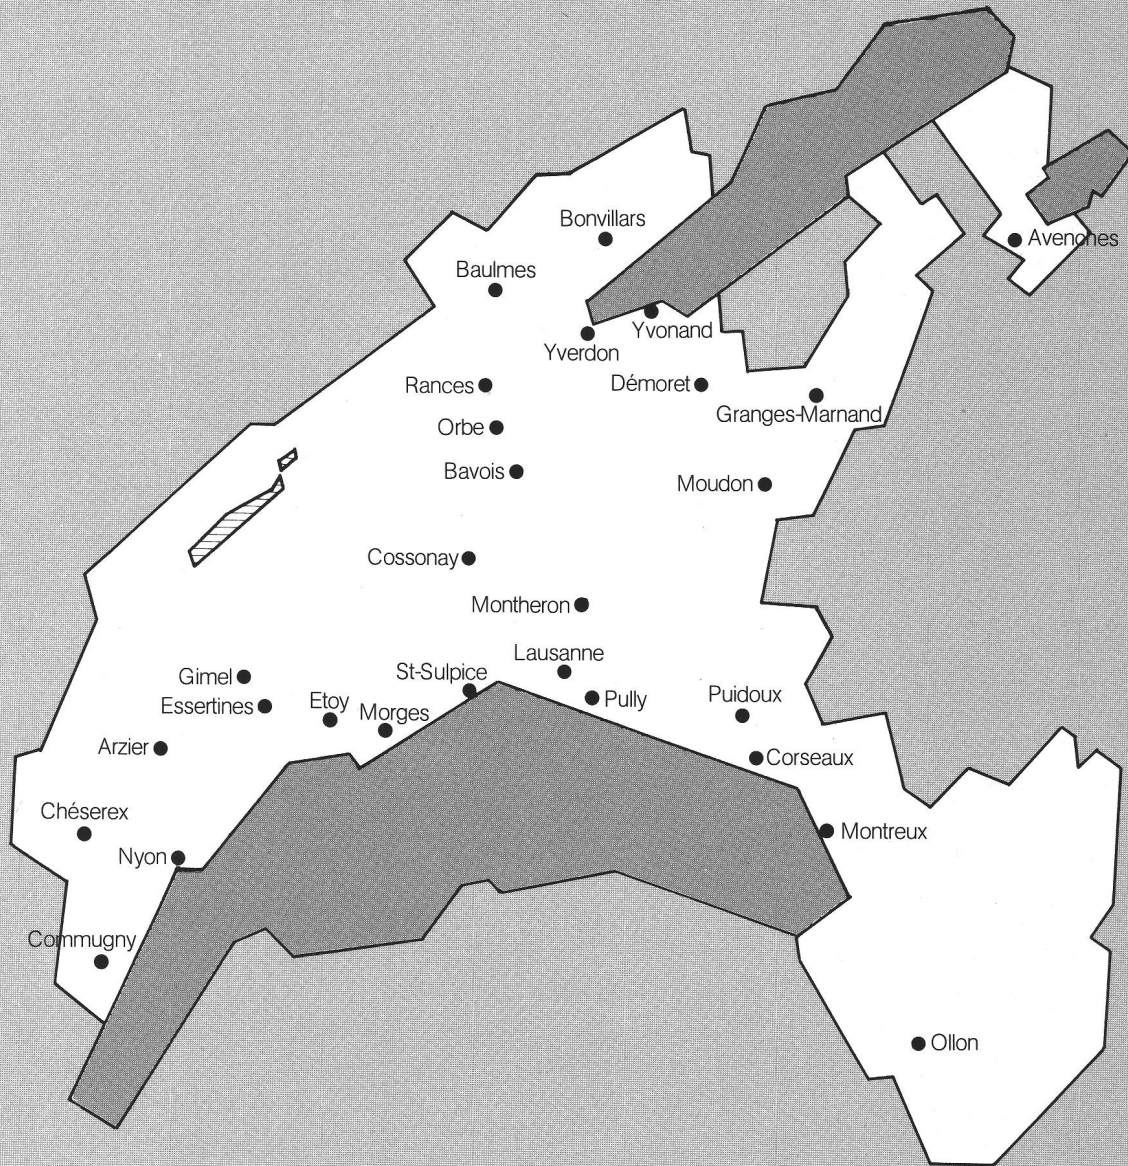 Bonvillars
Avenches
Baulmes
Yvonand
Yverdon
Rances
Démoret
Granges-Marnand
Orbe
Bavois
Moudon
Cossonay
Montheron
Lausanne
St-Sulpice
Gimel
Essertines
Etoy
Morges
Pully
Puidoux
Arzier
Corseaux
Chéserex
Montreux
Nyon
Commugny
Ollon